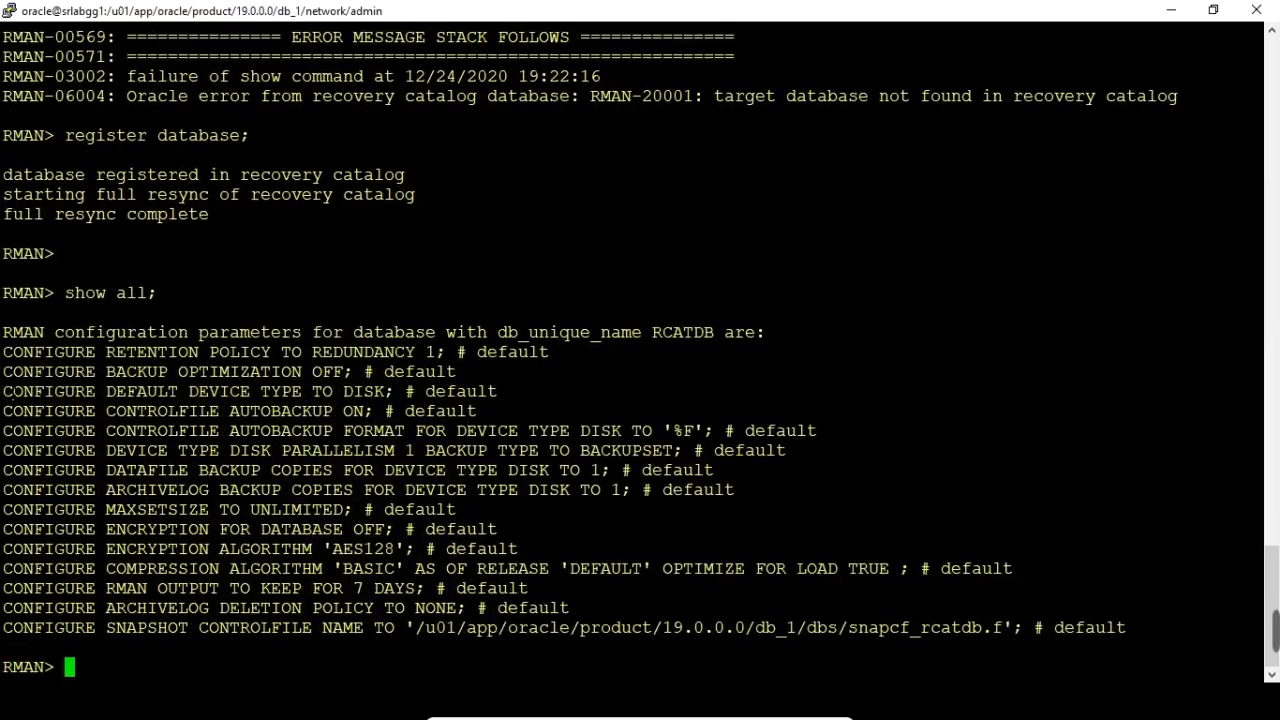 oracle@srlabgg1:/u01/app/oracle/product/19.0.0.0/db_1/network/admin
RMAN-00569: =============== ERROR MESSAGE STACK FOLLOWS ===============
RMAN-00571: ===========================================================
RMAN-03002: failure of show command at 12/24/2020 19:22:16
RMAN-06004: Oracle error from recovery catalog database: RMAN-20001: target database not found in recovery catalog
RMAN> register database;
database registered in recovery catalog
starting full resync of recovery catalog
full resync complete
RMAN>
RMAN> show all;
RMAN configuration parameters for database with db_unique_name RCATDB are:
CONFIGURE RETENTION POLICY TO REDUNDANCY 1; # default
CONFIGURE BACKUP OPTIMIZATION OFF; # default
CONFIGURE DEFAULT DEVICE TYPE TO DISK; # default
CONFIGURE CONTROLFILE AUTOBACKUP ON; # default
CONFIGURE CONTROLFILE AUTOBACKUP FORMAT FOR DEVICE TYPE DISK TO '%F'; # default
CONFIGURE DEVICE TYPE DISK PARALLELISM 1 BACKUP TYPE TO BACKUPSET; # default
CONFIGURE DATAFILE BACKUP COPIES FOR DEVICE TYPE DISK TO 1; # default
CONFIGURE ARCHIVELOG BACKUP COPIES FOR DEVICE TYPE DISK TO 1; # default
CONFIGURE MAXSETSIZE TO UNLIMITED; # default
CONFIGURE ENCRYPTION FOR DATABASE OFF; # default
CONFIGURE ENCRYPTION ALGORITHM 'AES128'; # default
CONFIGURE COMPRESSION ALGORITHM 'BASIC' AS OF RELEASE 'DEFAULT' OPTIMIZE FOR LOAD TRUE ; # default
CONFIGURE RMAN OUTPUT TO KEEP FOR 7 DAYS; # default
CONFIGURE ARCHIVELOG DELETION POLICY TO NONE; # default
CONFIGURE SNAPSHOT CONTROLFILE NAME TO '/u01/app/oracle/product/19.0.0.0/db_1/dbs/snapcf_rcatdb.f'; # default
RMAN>